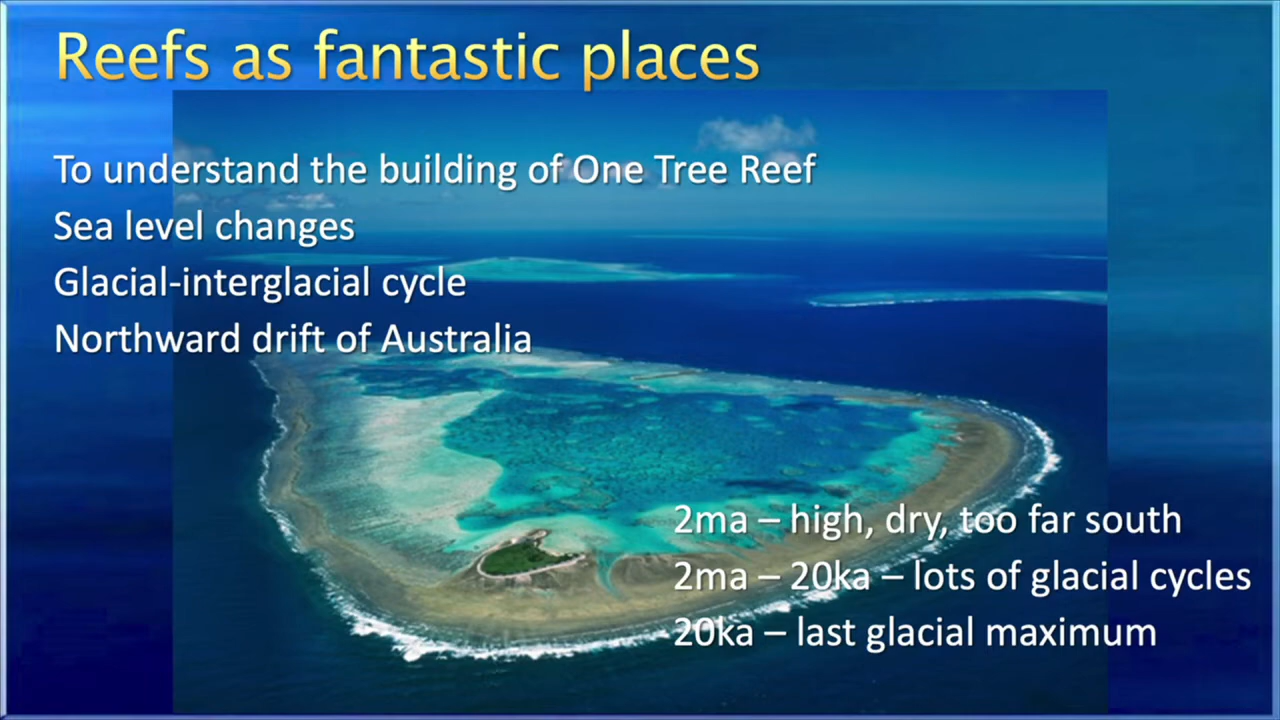 Reefs as fantastic places
To understand the building of One Tree Reef
Sea level changes
Glacial-interglacial cycle
Northward drift of Australia
2ma – high, dry, too far south
2ma – 20ka – lots of glacial cycles
20ka – last glacial maximum